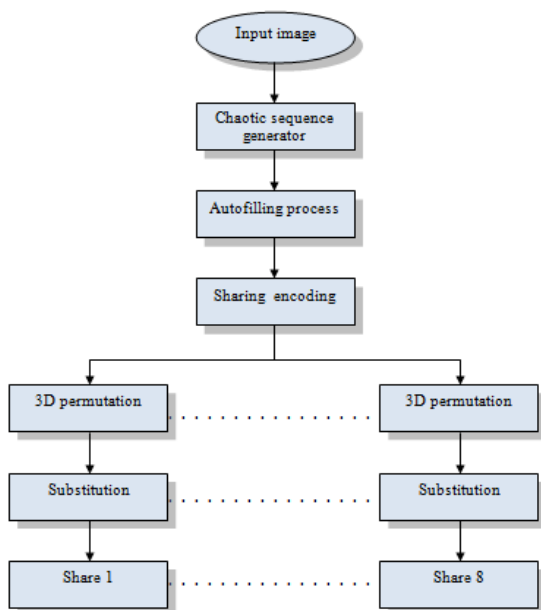 Input image
Chaotic sequence
generator
Autofilling process
Sharing encoding
3D permutation
3D permutation
Substitution
Substitution
Share 1
Share 8